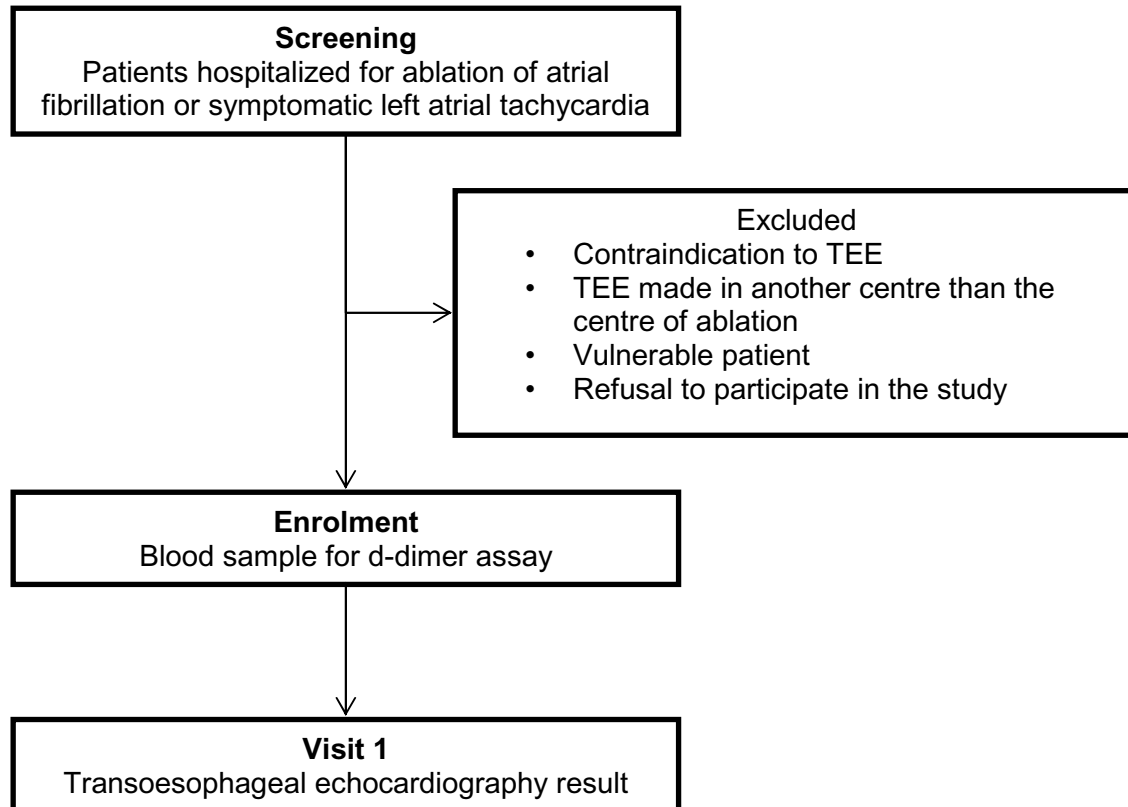 Screening
Patients hospitalized for ablation of atrial
fibrillation or symptomatic left atrial tachycardia
Excluded
• Contraindication to TEE
• TEE made in another centre than the
centre of ablation
• Vulnerable patient
• Refusal to participate in the study
Enrolment
Blood sample for d-dimer assay
Visit 1
Transoesophageal echocardiography result